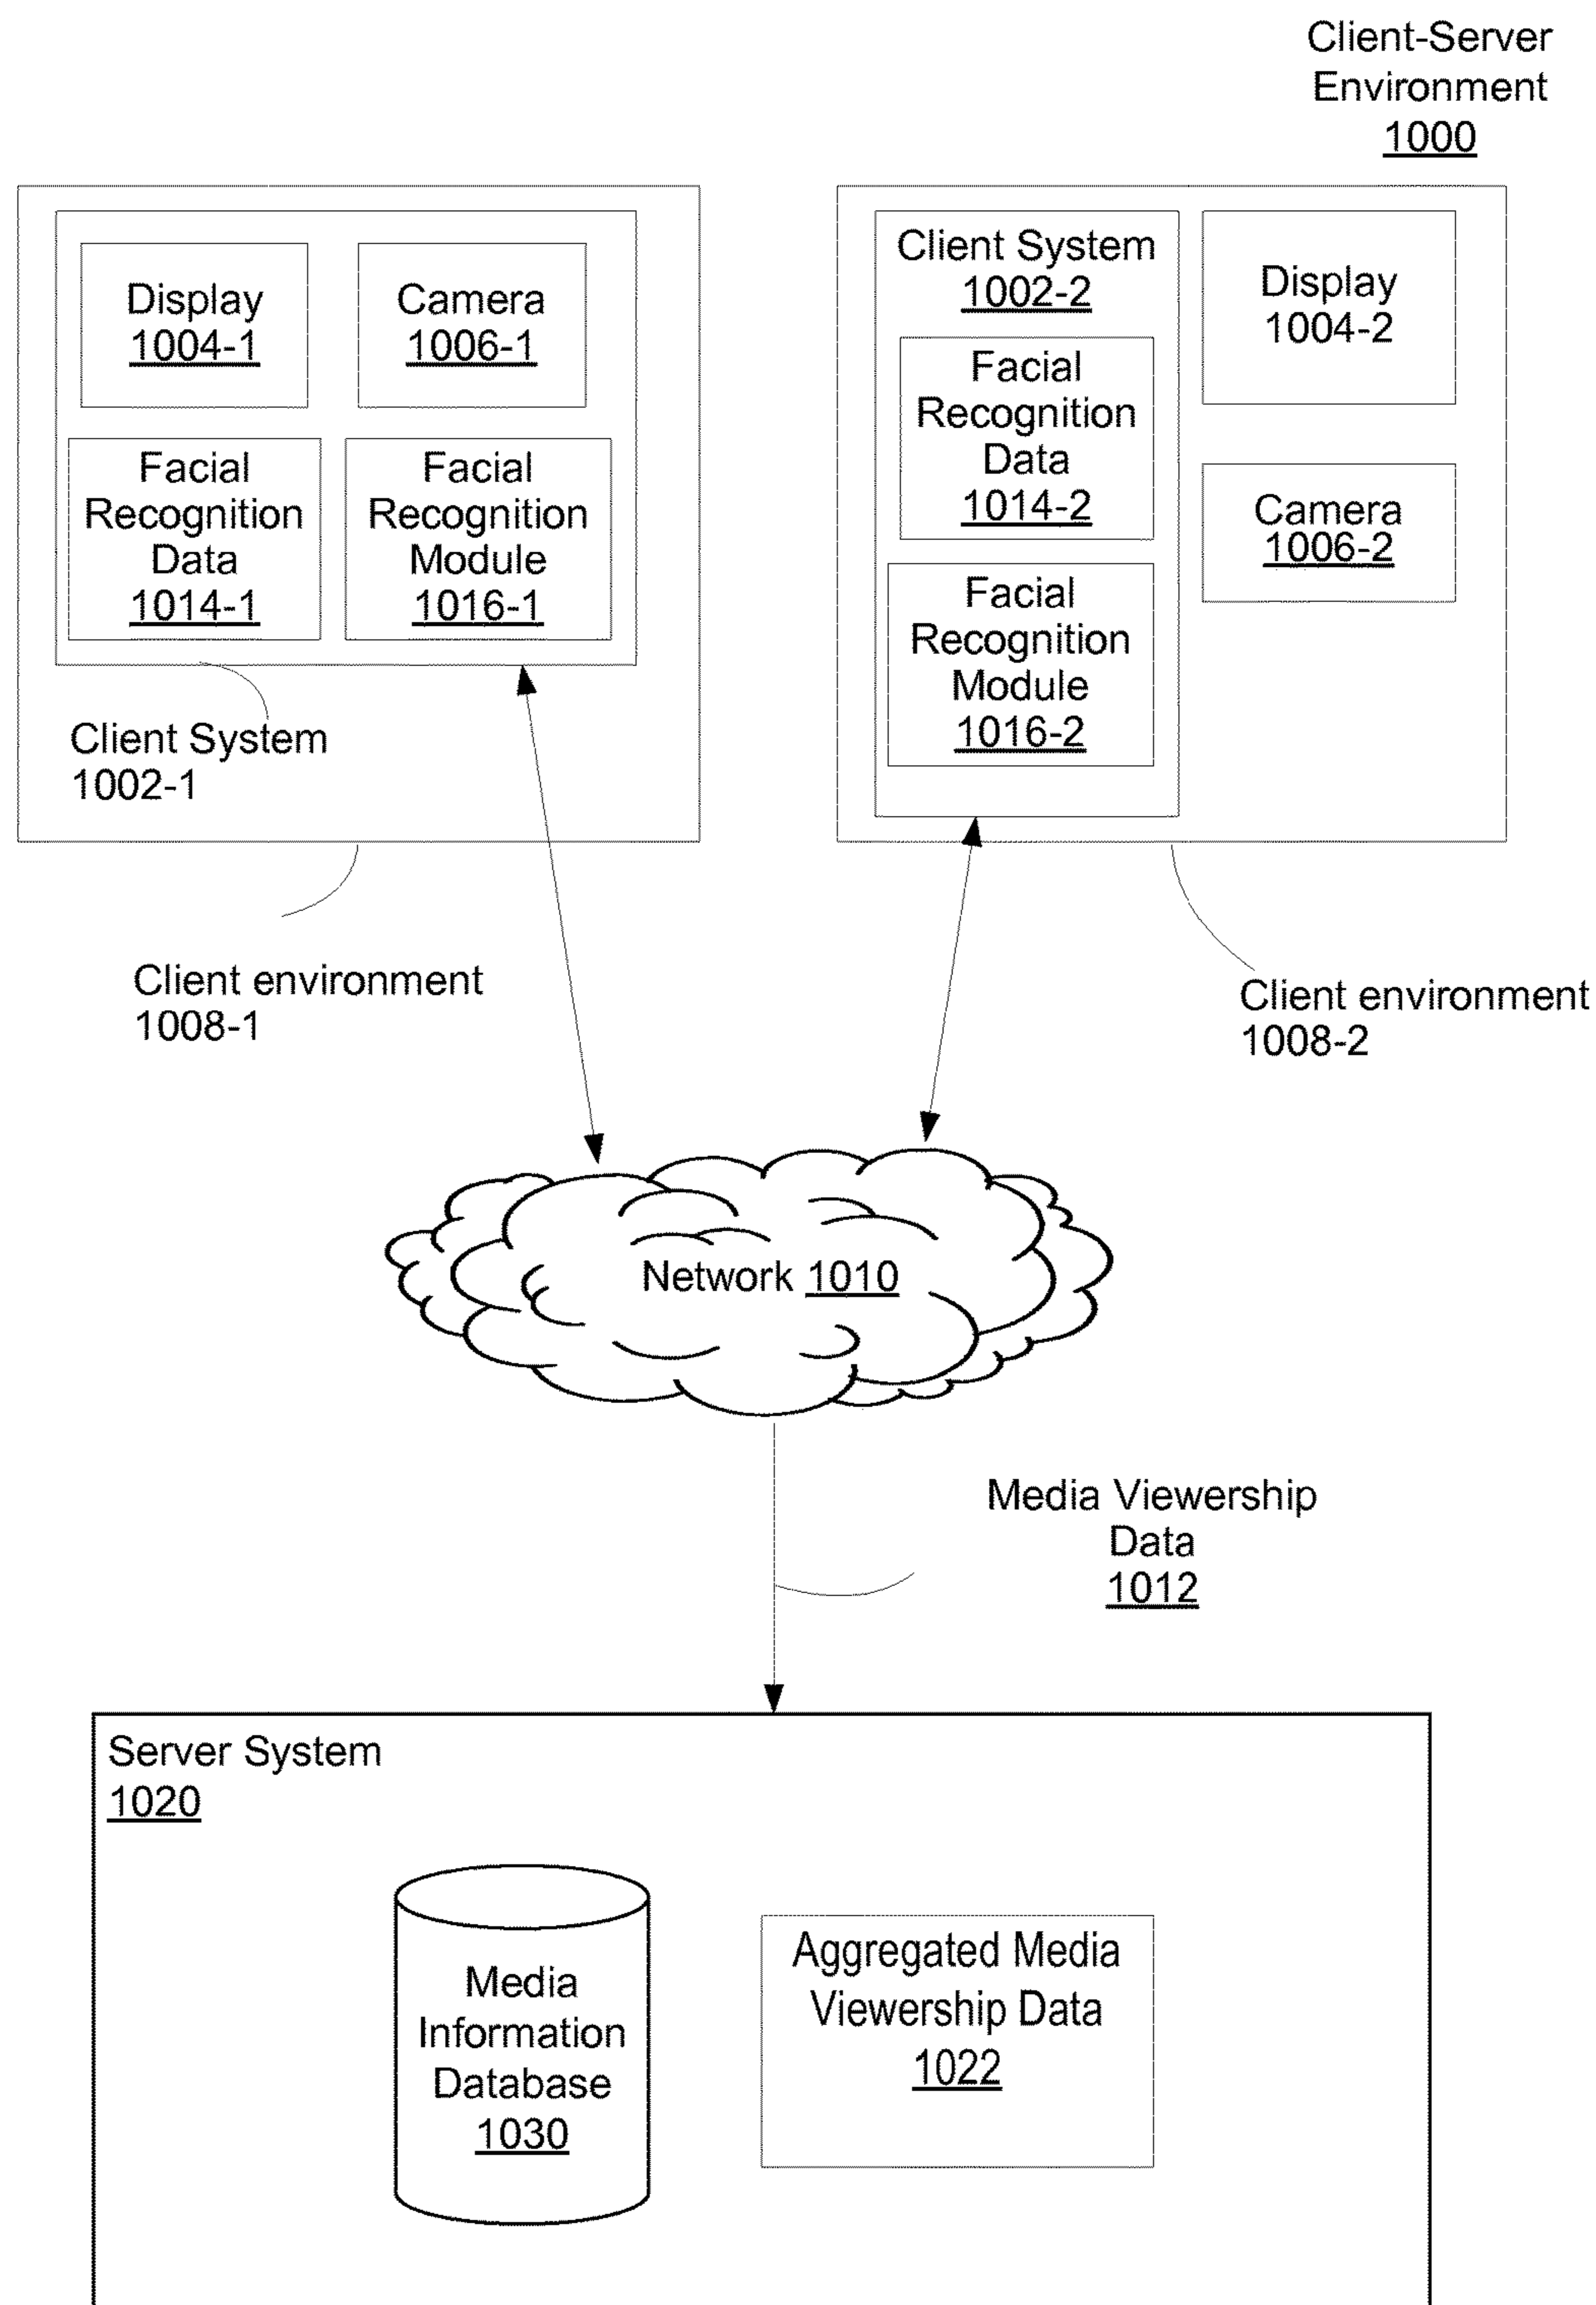 Client-Server
Environment
1000
Display
1004-1
Camera
1006-1
Facial
Recognition
Data
1014-1
Facial
Recognition
Module
1016-1
Client System
1002-1
Client environment
1008-1
Client System
1002-2
Facial
Recognition
Data
1014-2
Facial
Recognition
Module
1016-2
Display
1004-2
Camera
1006-2
Client environment
1008-2
Network 1010
Media Viewership
Data
1012
Server System
1020
Media
Information
Database
1030
Aggregated Media
Viewership Data
1022